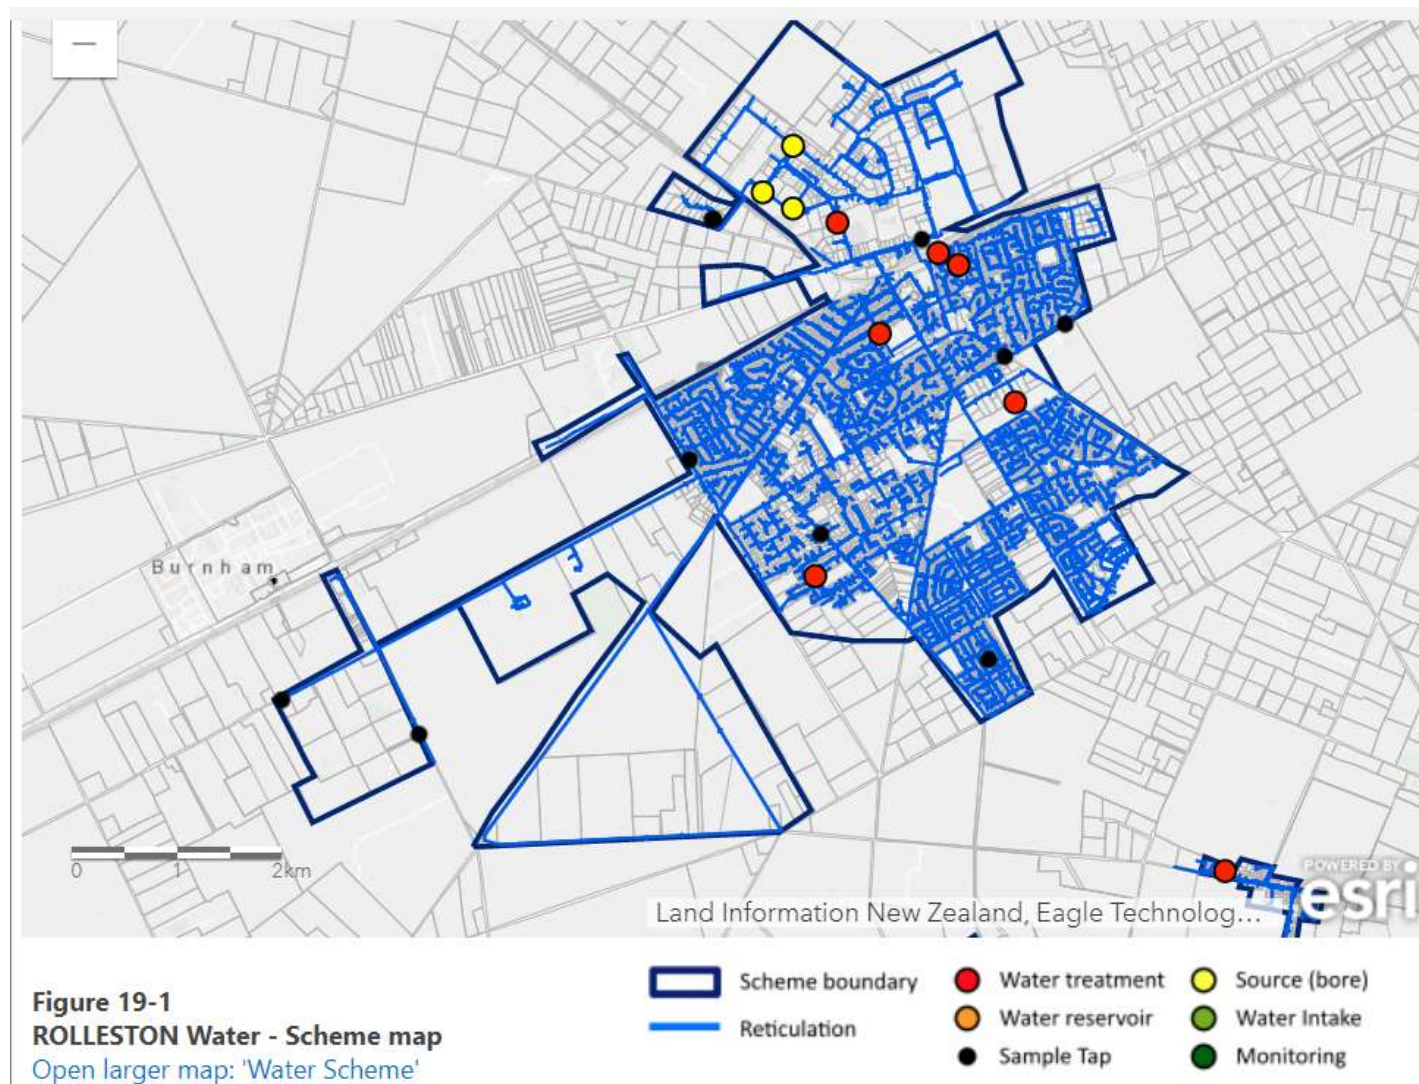 Burnham
0 1 2km
POWERED BY
esri
Land Information New Zealand, Eagle Technolog...
Figure 19-1
ROLLESTON Water - Scheme map
Open larger map: 'Water Scheme'
Scheme boundary
Reticulation
Water treatment
Water reservoir
Sample Tap
Source (bore)
Water Intake
Monitoring